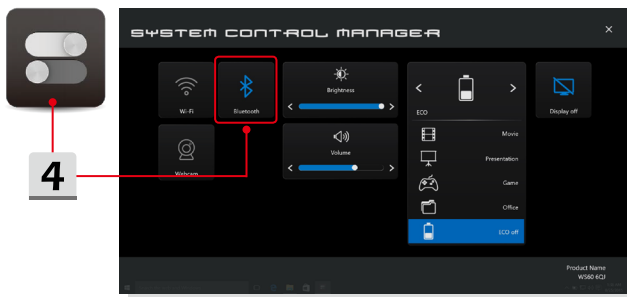 SYSTEM CONTROL MANAGER
Wi-Fi
Bluetooth
Brightness
ECO
Display off
Webcam
Volume
Movie
Presentation
Game
Office
ECO off
4
Product Name
WS60 6QJ